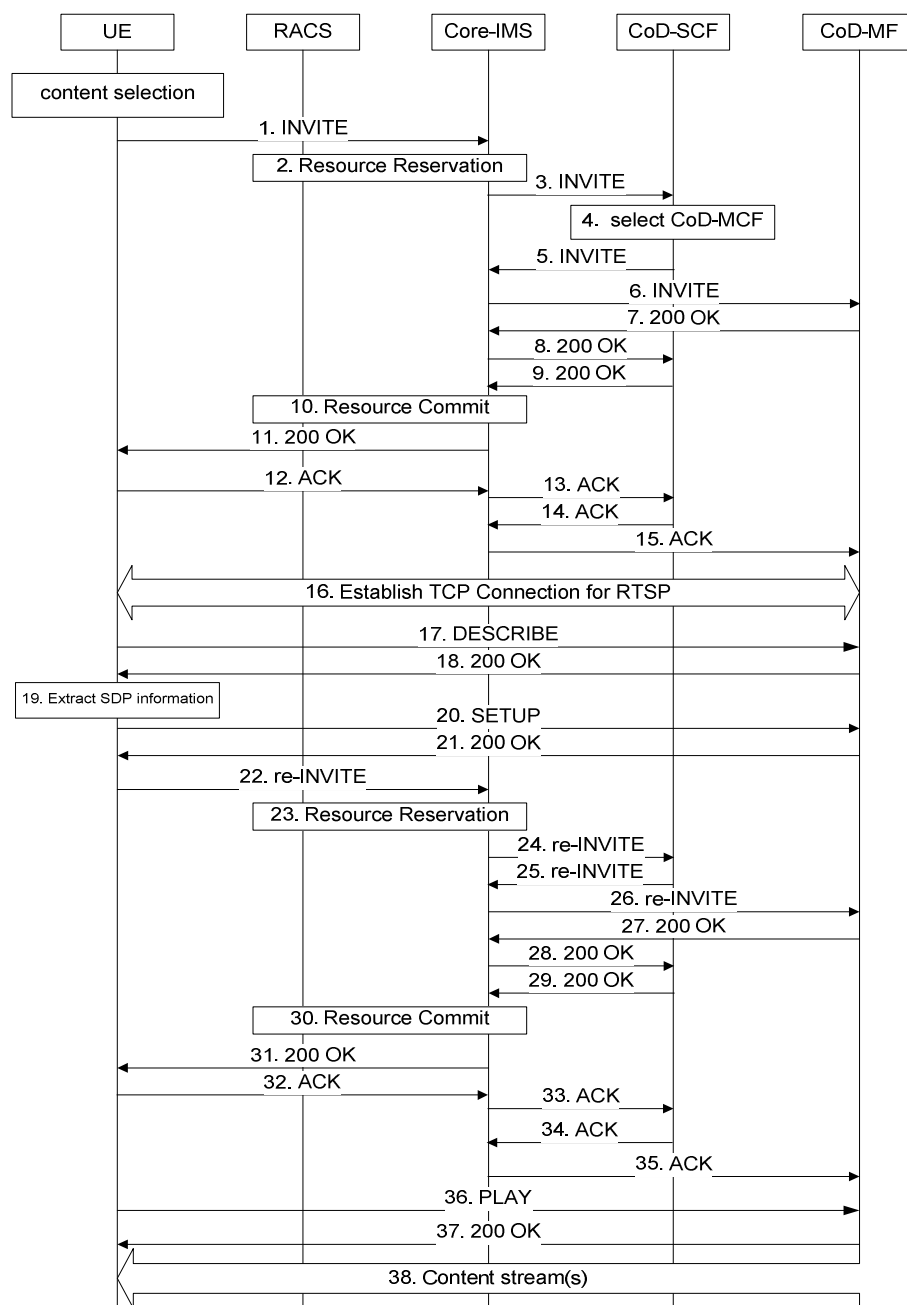 UE
RACS
Core-IMS
CoD-SCF
CoD-MF
content selection
1. INVITE
2. Resource Reservation
3. INVITE
4. select CoD-MCF
5. INVITE
6. INVITE
7. 200 OK
8. 200 OK
9. 200 OK
10. Resource Commit
11. 200 OK
12. ACK
13. ACK
14. ACK
15. ACK
16. Establish TCP Connection for RTSP
17. DESCRIBE
18. 200 OK
19. Extract SDP information
20. SETUP
21. 200 OK
22. re-INVITE
23. Resource Reservation
24. re-INVITE
25. re-INVITE
26. re-INVITE
27. 200 OK
28. 200 OK
29. 200 OK
30. Resource Commit
31. 200 OK
32. ACK
33. ACK
34. ACK
35. ACK
36. PLAY
37. 200 OK
38. Content stream(s)